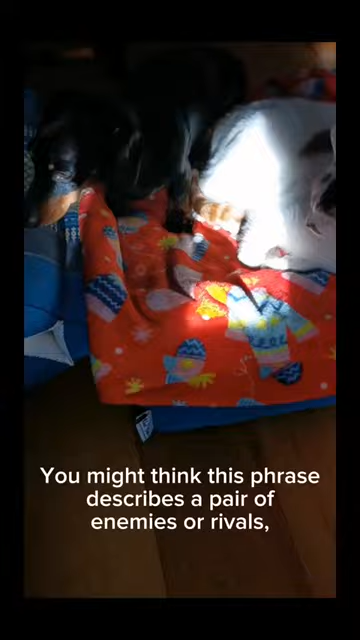 You might think this phrase
describes a pair of
enemies or rivals,